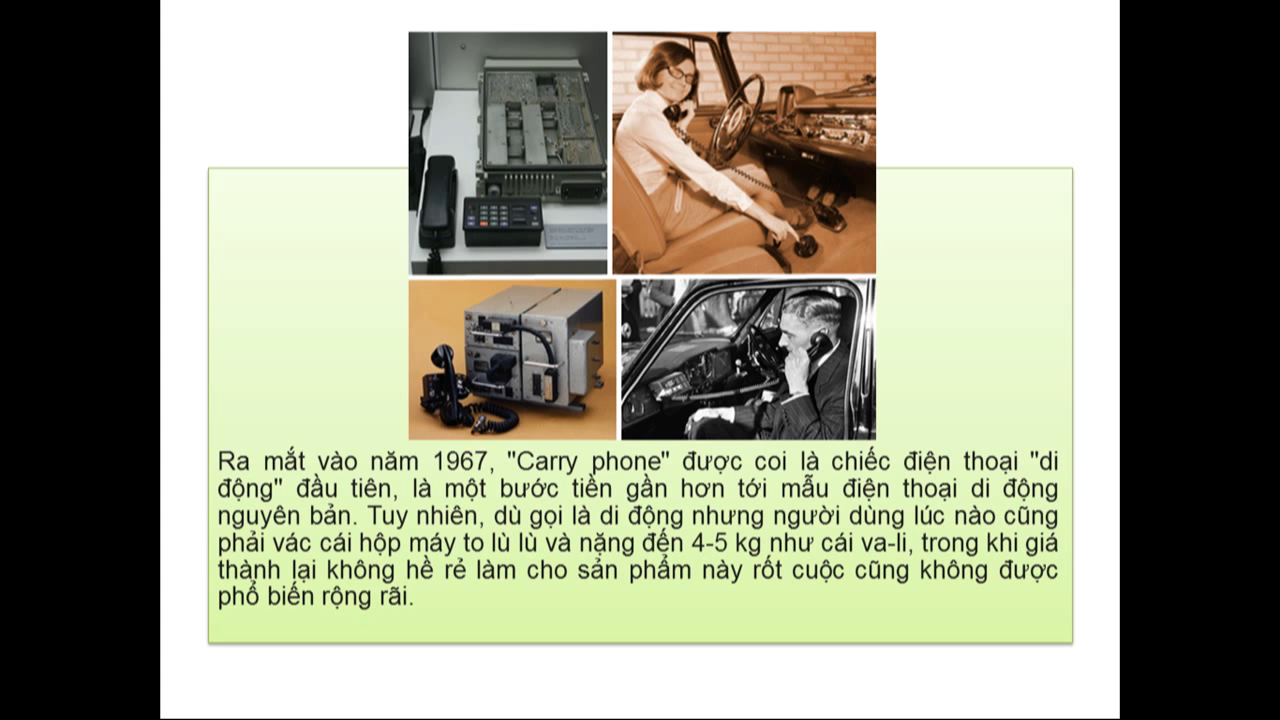 Ra mắt vào năm 1967, "Carry phone" được coi là chiếc điện thoại "di
động" đầu tiên, là một bước tiền gần hơn tới mẫu điện thoại di động
nguyên bản. Tuy nhiên, dù gọi là di động nhưng người dùng lúc nào cũng
phải vác cái hộp máy to lù lù và nặng đến 4-5 kg như cái va-li, trong khi giá
thành lại không hề rẻ làm cho sản phẩm này rốt cuộc cũng không được
phổ biến rộng rãi.